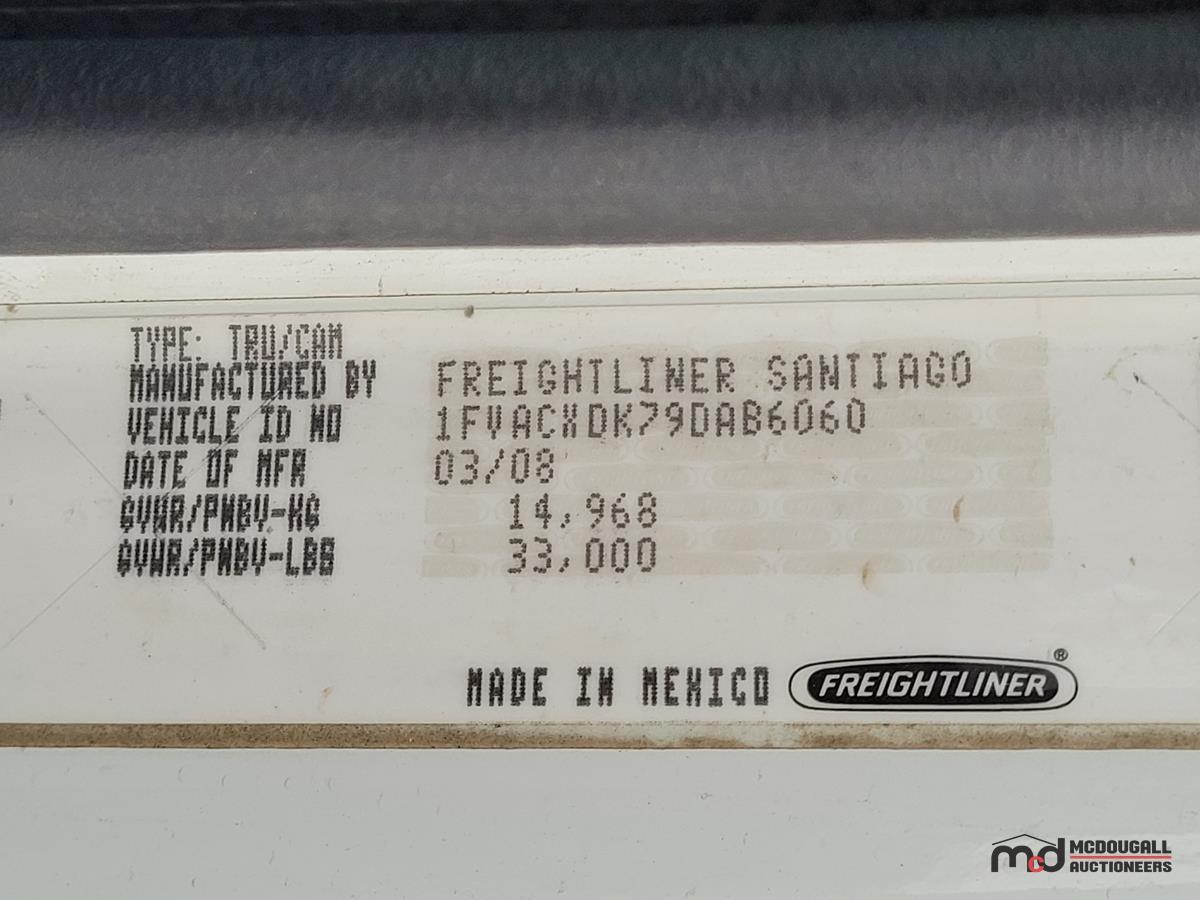 TYPE: TRU/CAM
MANUFACTURED BY FREIGHTLINER SANTIAGO
VEHICLE ID NO 1FVACXDK79DAB6060
DATE OF MFR 03/08
GVWR/PNBV-KG 14,968
GVWR/PNBV-LBS 33,000
MADE IN MEXICO FREIGHTLINER®
mcd MCDOUGALL AUCTIONEERS